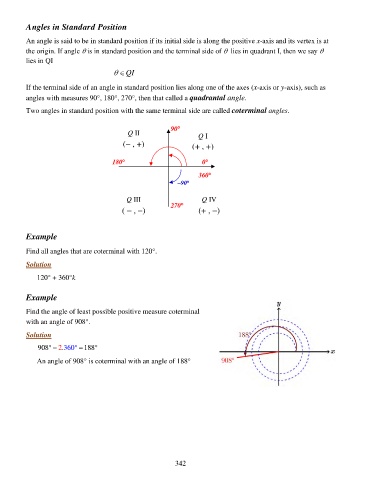 Angles in Standard Position
An angle is said to be in standard position if its initial side is along the positive x-axis and its vertex is at
the origin. If angle θ is in standard position and the terminal side of θ lies in quadrant I, then we say θ
lies in QI
θ ∈ QI
If the terminal side of an angle in standard position lies along one of the axes (x-axis or y-axis), such as
angles with measures 90°, 180°, 270°, then that called a quadrantal angle.
Two angles in standard position with the same terminal side are called coterminal angles.
90°
Q II
Q I
(− , +)
(+ , +)
180°
0°
360°
−90°
Q III
Q IV
270°
( − , −)
(+ , −)
Example
Find all angles that are coterminal with 120°.
Solution
120° + 360°k
Example
Find the angle of least possible positive measure coterminal
with an angle of 908°.
Solution
908° − 2.360° = 188°
An angle of 908° is coterminal with an angle of 188°
y
188°
x
908°
342